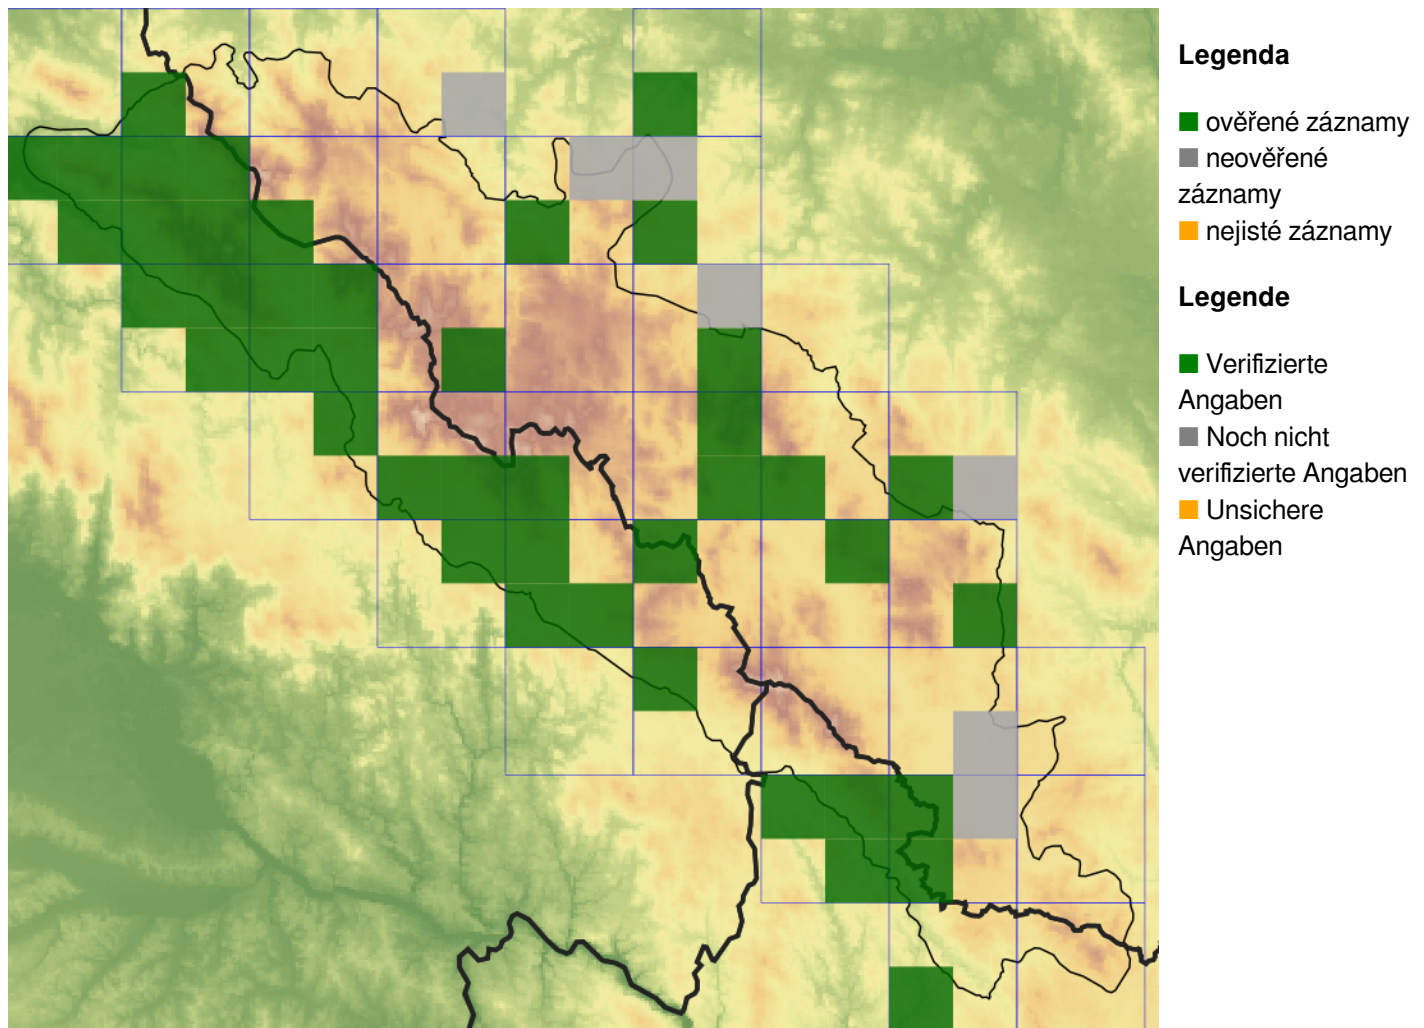 Legenda
ověřené záznamy
neověřené
záznamy
nejisté záznamy
Legende
Verifizierte
Angaben
Noch nicht
verifizierte Angaben
Unsichere
Angaben